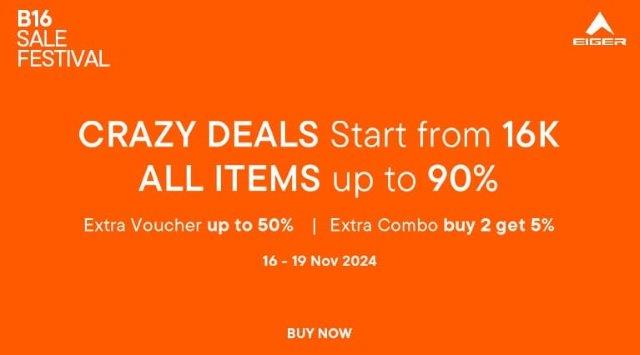 B16
SALE
FESTIVAL
EIGER
CRAZY DEALS Start from 16K
ALL ITEMS up to 90%
Extra Voucher up to 50% | Extra Combo buy 2 get 5%
16 - 19 Nov 2024
BUY NOW